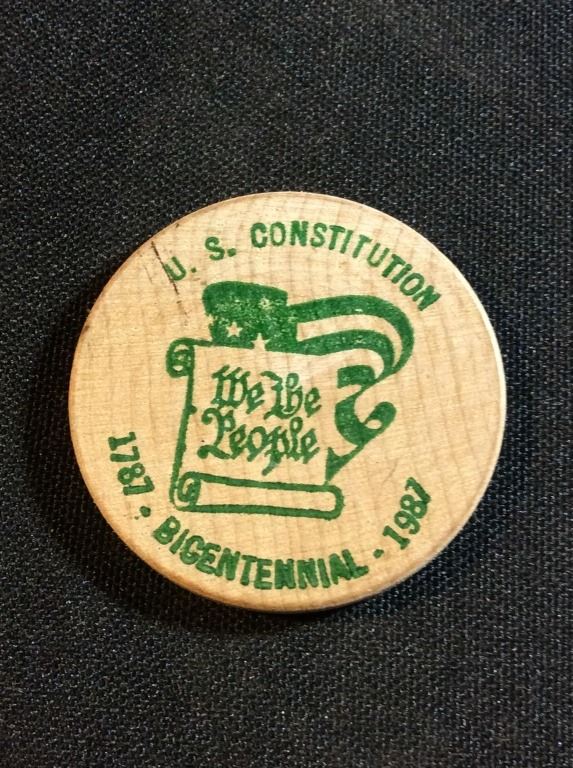 U. S. CONSTITUTION
We the
People
1787 • BICENTENNIAL - 1987